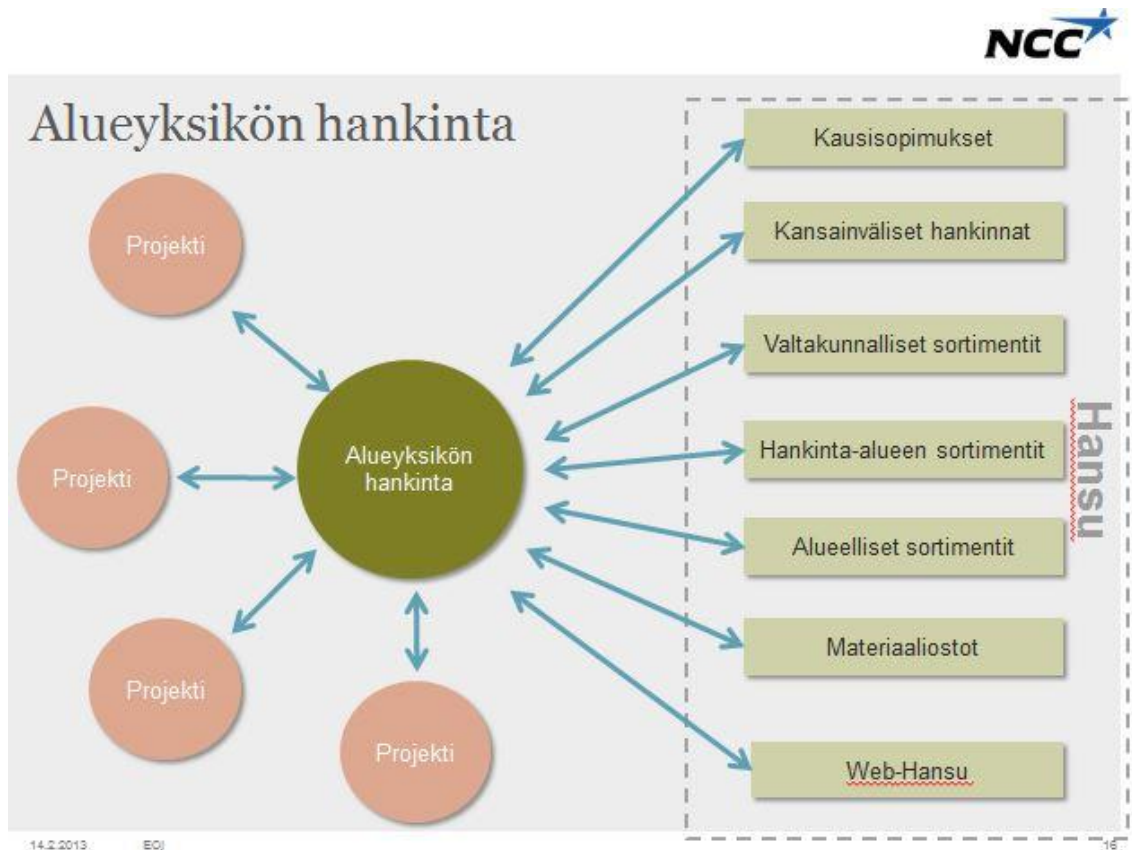 NCC
Alueyksikön hankinta
Projekti
Projekti
Projekti
Projekti
Alueyksikön
hankinta
Kausisopimukset
Kansainväliset hankinnat
Valtakunnalliset sortimentit
Hankinta-alueen sortimentit
Alueelliset sortimentit
Materiaaliostot
Web-Hansu
Hansu
14.2.2013
EOJ
16